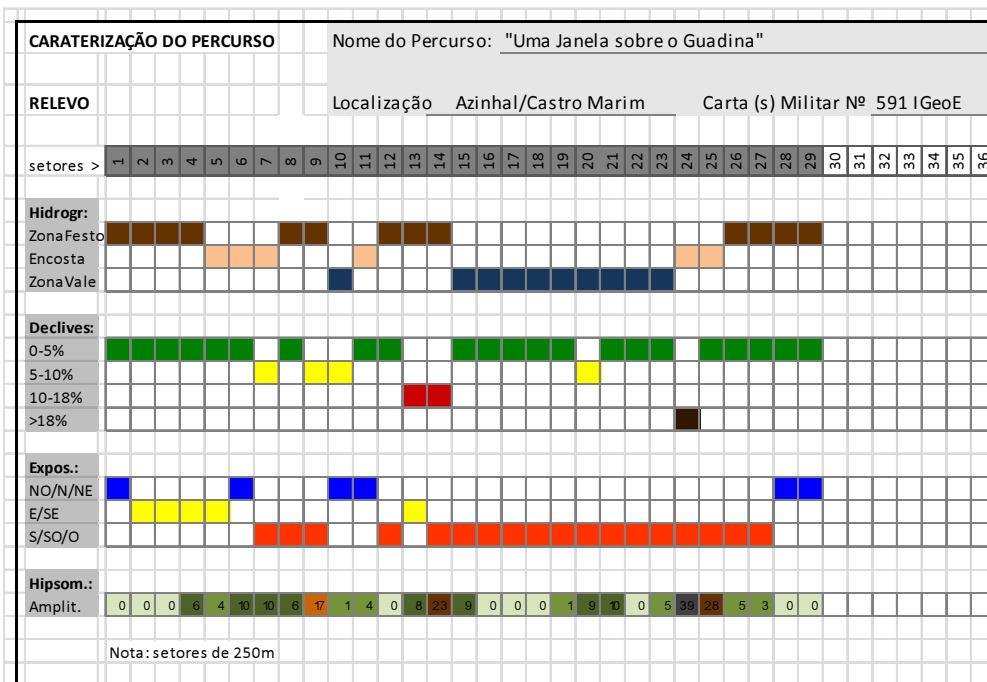 CARATERIZAÇÃO DO PERCURSO Nome do Percurso: "Uma Janela sobre o Guadina"
RELEVO Localização Azinhal/Castro Marim Carta (s) Militar Nº 591 IGeoE
setores > 1 2 3 4 5 6 7 8 9 10 11 12 13 14 15 16 17 18 19 20 21 22 23 24 25 26 27 28 29 30 31 32 33 34 35 36
Hidrogr:
Zona Festo
Encosta
Zona Vale
Declives:
0-5%
5-10%
10-18%
>18%
Expos.:
NO/N/NE
E/SE
S/SO/O
Hipsom.:
Amplit. 0 0 0 6 4 10 10 6 17 1 4 0 8 23 9 0 0 0 1 9 10 0 5 39 28 5 3 0 0
Nota: setores de 250m